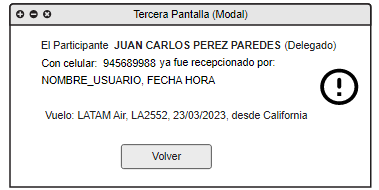 Tercera Pantalla (Modal)
El Participante JUAN CARLOS PEREZ PAREDES (Delegado)
Con celular: 945689988 ya fue recepcionado por:
NOMBRE_USUARIO, FECHA HORA
Vuelo: LATAM Air, LA2552, 23/03/2023, desde California
Volver